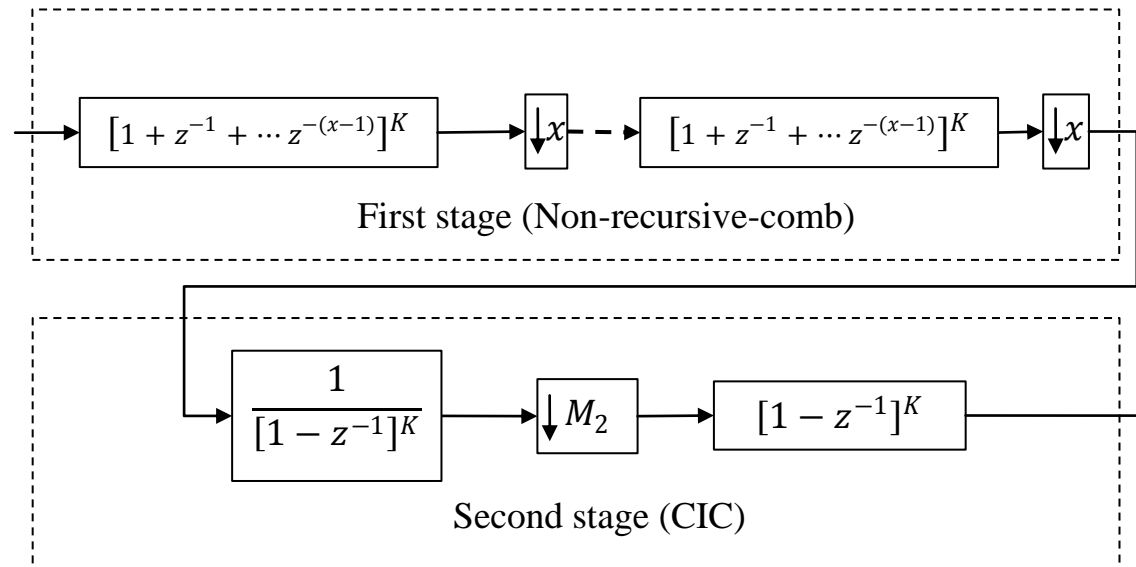 [1 + z⁻¹ + ⋯ z⁻⁽ˣ⁻¹⁾]ᴷ ↓x [1 + z⁻¹ + ⋯ z⁻⁽ˣ⁻¹⁾]ᴷ ↓x
First stage (Non-recursive-comb)
1
[1 − z⁻¹]ᴷ ↓M₂ [1 − z⁻¹]ᴷ
Second stage (CIC)